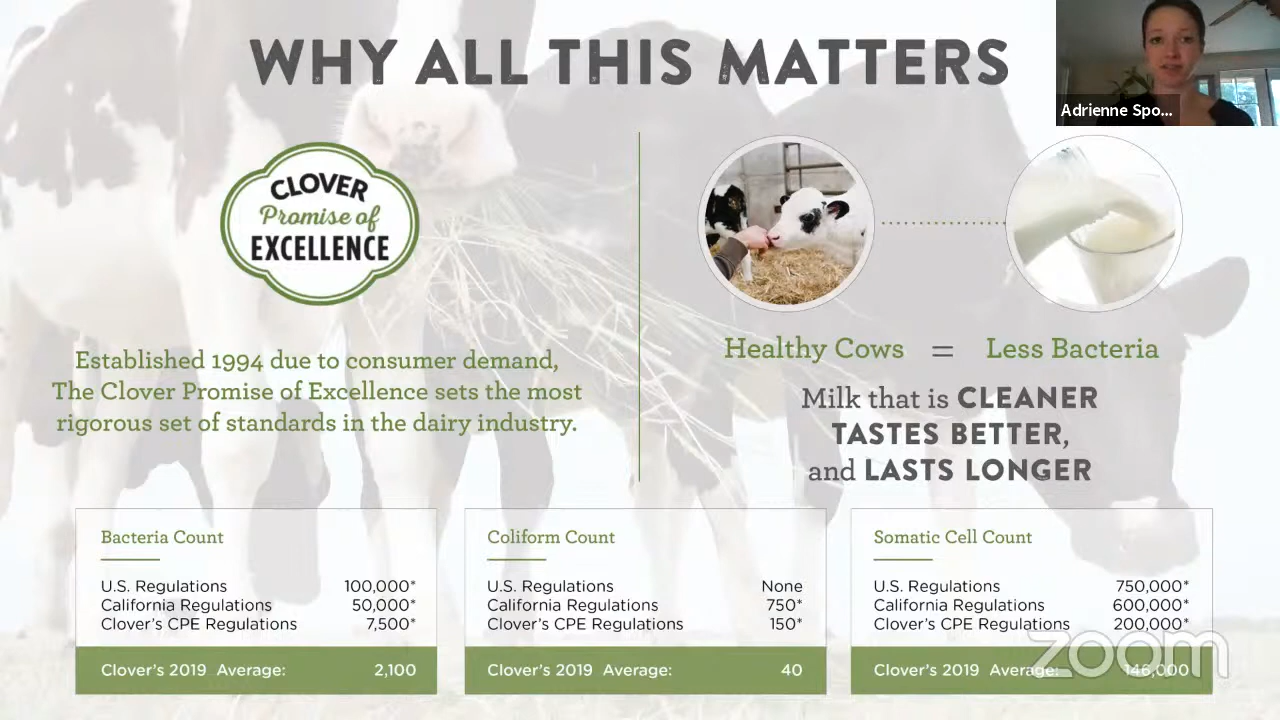 WHY ALL THIS MATTERS
Adrienne Spo...
CLOVER
Promise of
EXCELLENCE
Established 1994 due to consumer demand,
The Clover Promise of Excellence sets the most
rigorous set of standards in the dairy industry.
Healthy Cows = Less Bacteria
Milk that is CLEANER
TASTES BETTER,
and LASTS LONGER
Bacteria Count
U.S. Regulations 100,000*
California Regulations 50,000*
Clover's CPE Regulations 7,500*
Clover's 2019 Average: 2,100
Coliform Count
U.S. Regulations None
California Regulations 750*
Clover's CPE Regulations 150*
Clover's 2019 Average: 40
Somatic Cell Count
U.S. Regulations 750,000*
California Regulations 600,000*
Clover's CPE Regulations 200,000*
Clover's 2019 Average: 146,000
zoom